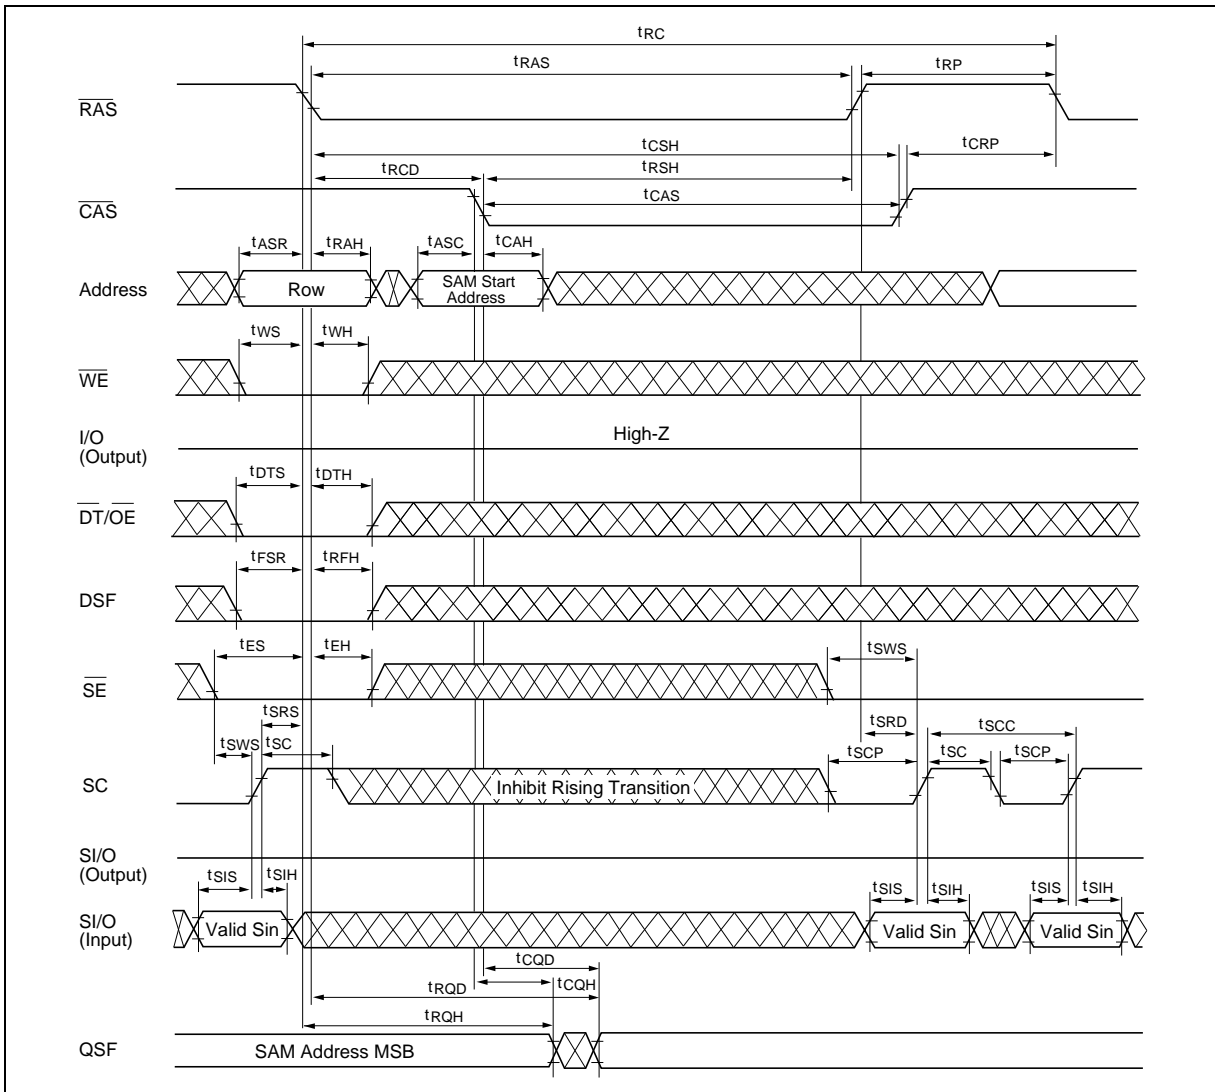 tRC
tRAS
tRP
RAS
tCSH
tCRP
tRCD
tRSH
tCAS
CAS
tASR
tRAH
tASC
tCAH
Address
Row
SAM Start
Address
tWS
tWH
WE
I/O
(Output)
High-Z
tDTS
tDTH
DT/OE
tFSR
tRFH
DSF
tES
tEH
tSWS
SE
tSRS
tSRD
tSCC
tSWS
tSC
tSCP
tSC
tSCP
SC
Inhibit Rising Transition
SI/O
(Output)
tSIS
tSIH
tSIS
tSIH
tSIS
tSIH
SI/O
(Input)
Valid Sin
Valid Sin
Valid Sin
tCQD
tRQD
tCQH
tRQH
QSF
SAM Address MSB